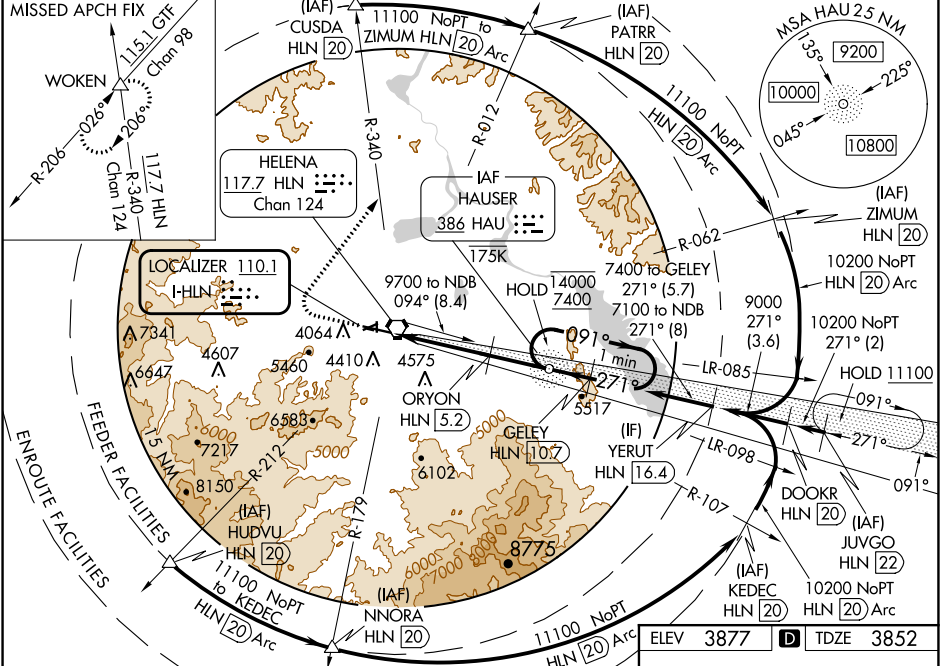 MISSED APCH FIX
115.1 GTF
Chan 98
WOKEN
026°
206°
R-206
R-340
117.7 HLN
Chan 124
(IAF)
CUSDA
HLN 20
11100 NoPT to
ZIMUM HLN 20 Arc
(IAF)
PATRR
HLN 20
MSA HAU 25 NM
135°
9200
225°
10000
045°
10800
R-340
R-012
11100 NoPT
HLN 20 Arc
HELENA
117.7 HLN
Chan 124
IAF
HAUSER
386 HAU
175K
(IAF)
ZIMUM
HLN 20
R-062
LOCALIZER 110.1
I-HLN
9700 to NDB
094° (8.4)
HOLD 14000
7400
7400 to GELEY
271° (5.7)
7100 to NDB
271° (8)
9000
271°
(3.6)
10200 NoPT
HLN 20 Arc
10200 NoPT
271° (2)
HOLD 11100
091°
271°
091°
091°
min
271°
LR-085
LR-098
7341
6647
4607
4064
4410
5460
4575
ORYON
HLN 5.2
5517
GELEY
HLN 10.7
(IF)
YERUT
HLN 16.4
6583
6000
5000
5000
7217
8150
6102
R-212
R-179
R-107
15 NM
FEEDER FACILITIES
ENROUTE FACILITIES
DOOKR
HLN 20
(IAF)
JUVGO
HLN 22
(IAF)
HUDVU
HLN 20
6000
7000
8000
8775
11100 NoPT
to KEDEC
HLN 20 Arc
(IAF)
NNORA
HLN 20
11100 NoPT
HLN 20 Arc
(IAF)
KEDEC
HLN 20
10200 NoPT
HLN 20 Arc
ELEV 3877 D TDZE 3852